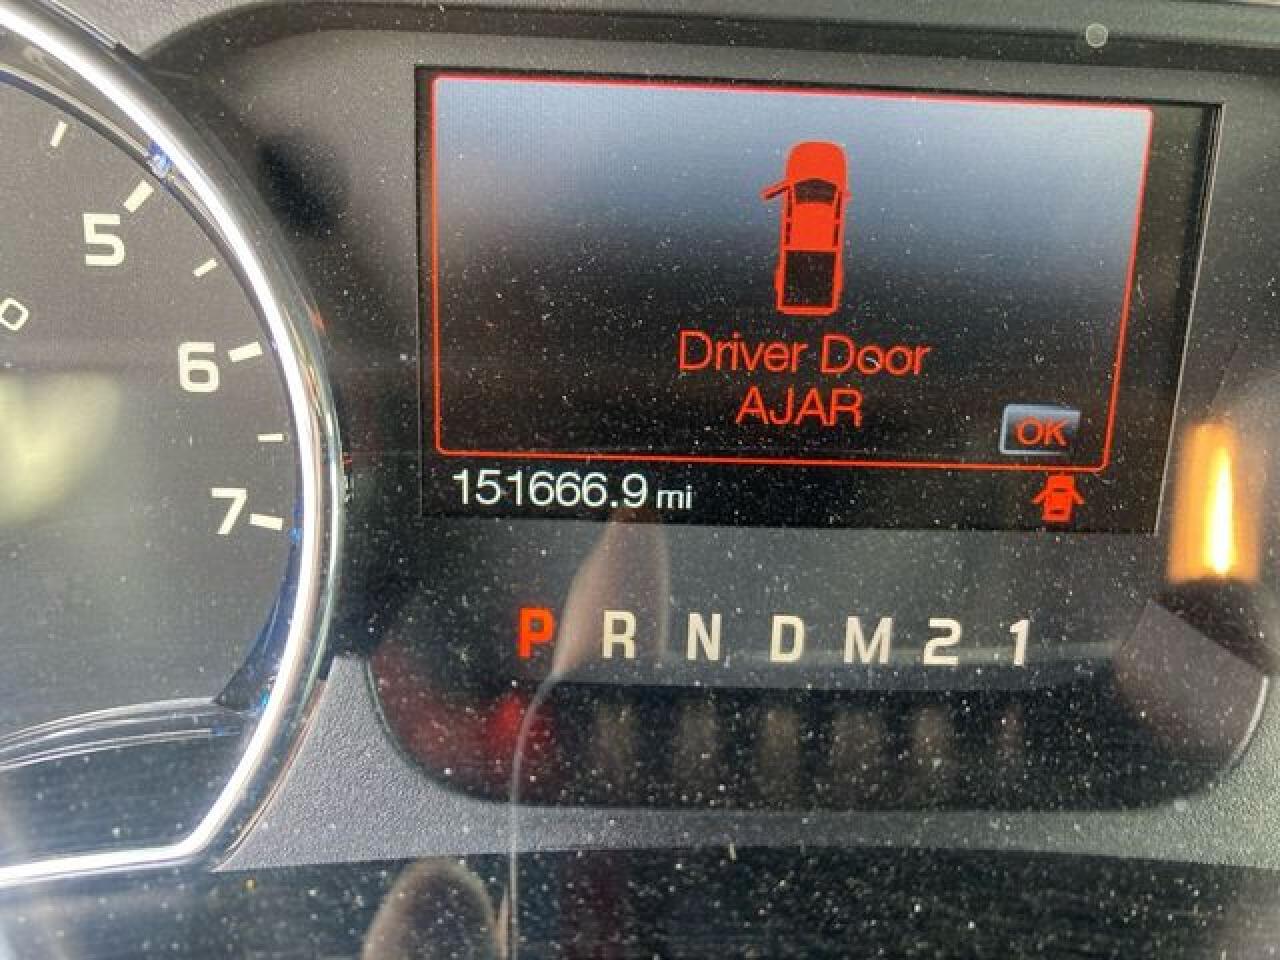 5
6
7
Driver Door
AJAR
OK
151666.9 mi
P R N D M 2 1